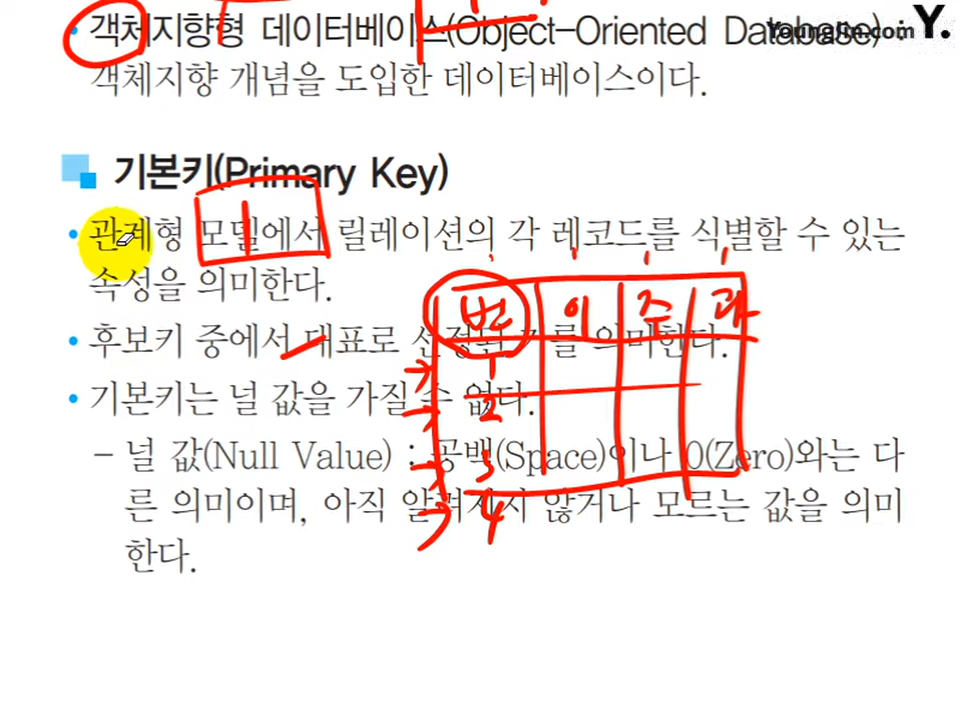 Youngjin.com Y.
• 객체지향형 데이터베이스(Object-Oriented Database) :
객체지향 개념을 도입한 데이터베이스이다.
기본키(Primary Key)
• 관계형 모델에서 릴레이션의 각 레코드를 식별할 수 있는
속성을 의미한다.
번 이 주 과
• 후보키 중에서 대표로 선정된 키를 의미한다.
1
• 기본키는 널 값을 가질 수 없다.
2
– 널 값(Null Value) : 공백(Space)이나 0(Zero)와는 다
3
른 의미이며, 아직 알려지지 않거나 모르는 값을 의미
4
한다.